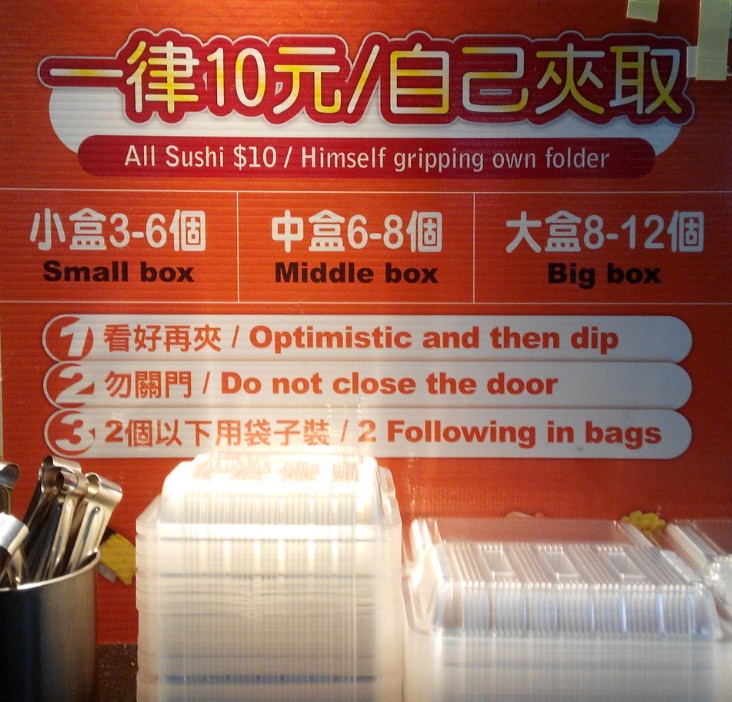 一律10元/自己夾取
All Sushi $10 / Himself gripping own folder
小盒3-6個
Small box
中盒6-8個
Middle box
大盒8-12個
Big box
1 看好再夾 / Optimistic and then dip
2 勿關門 / Do not close the door
3 2個以下用袋子裝 / 2 Following in bags